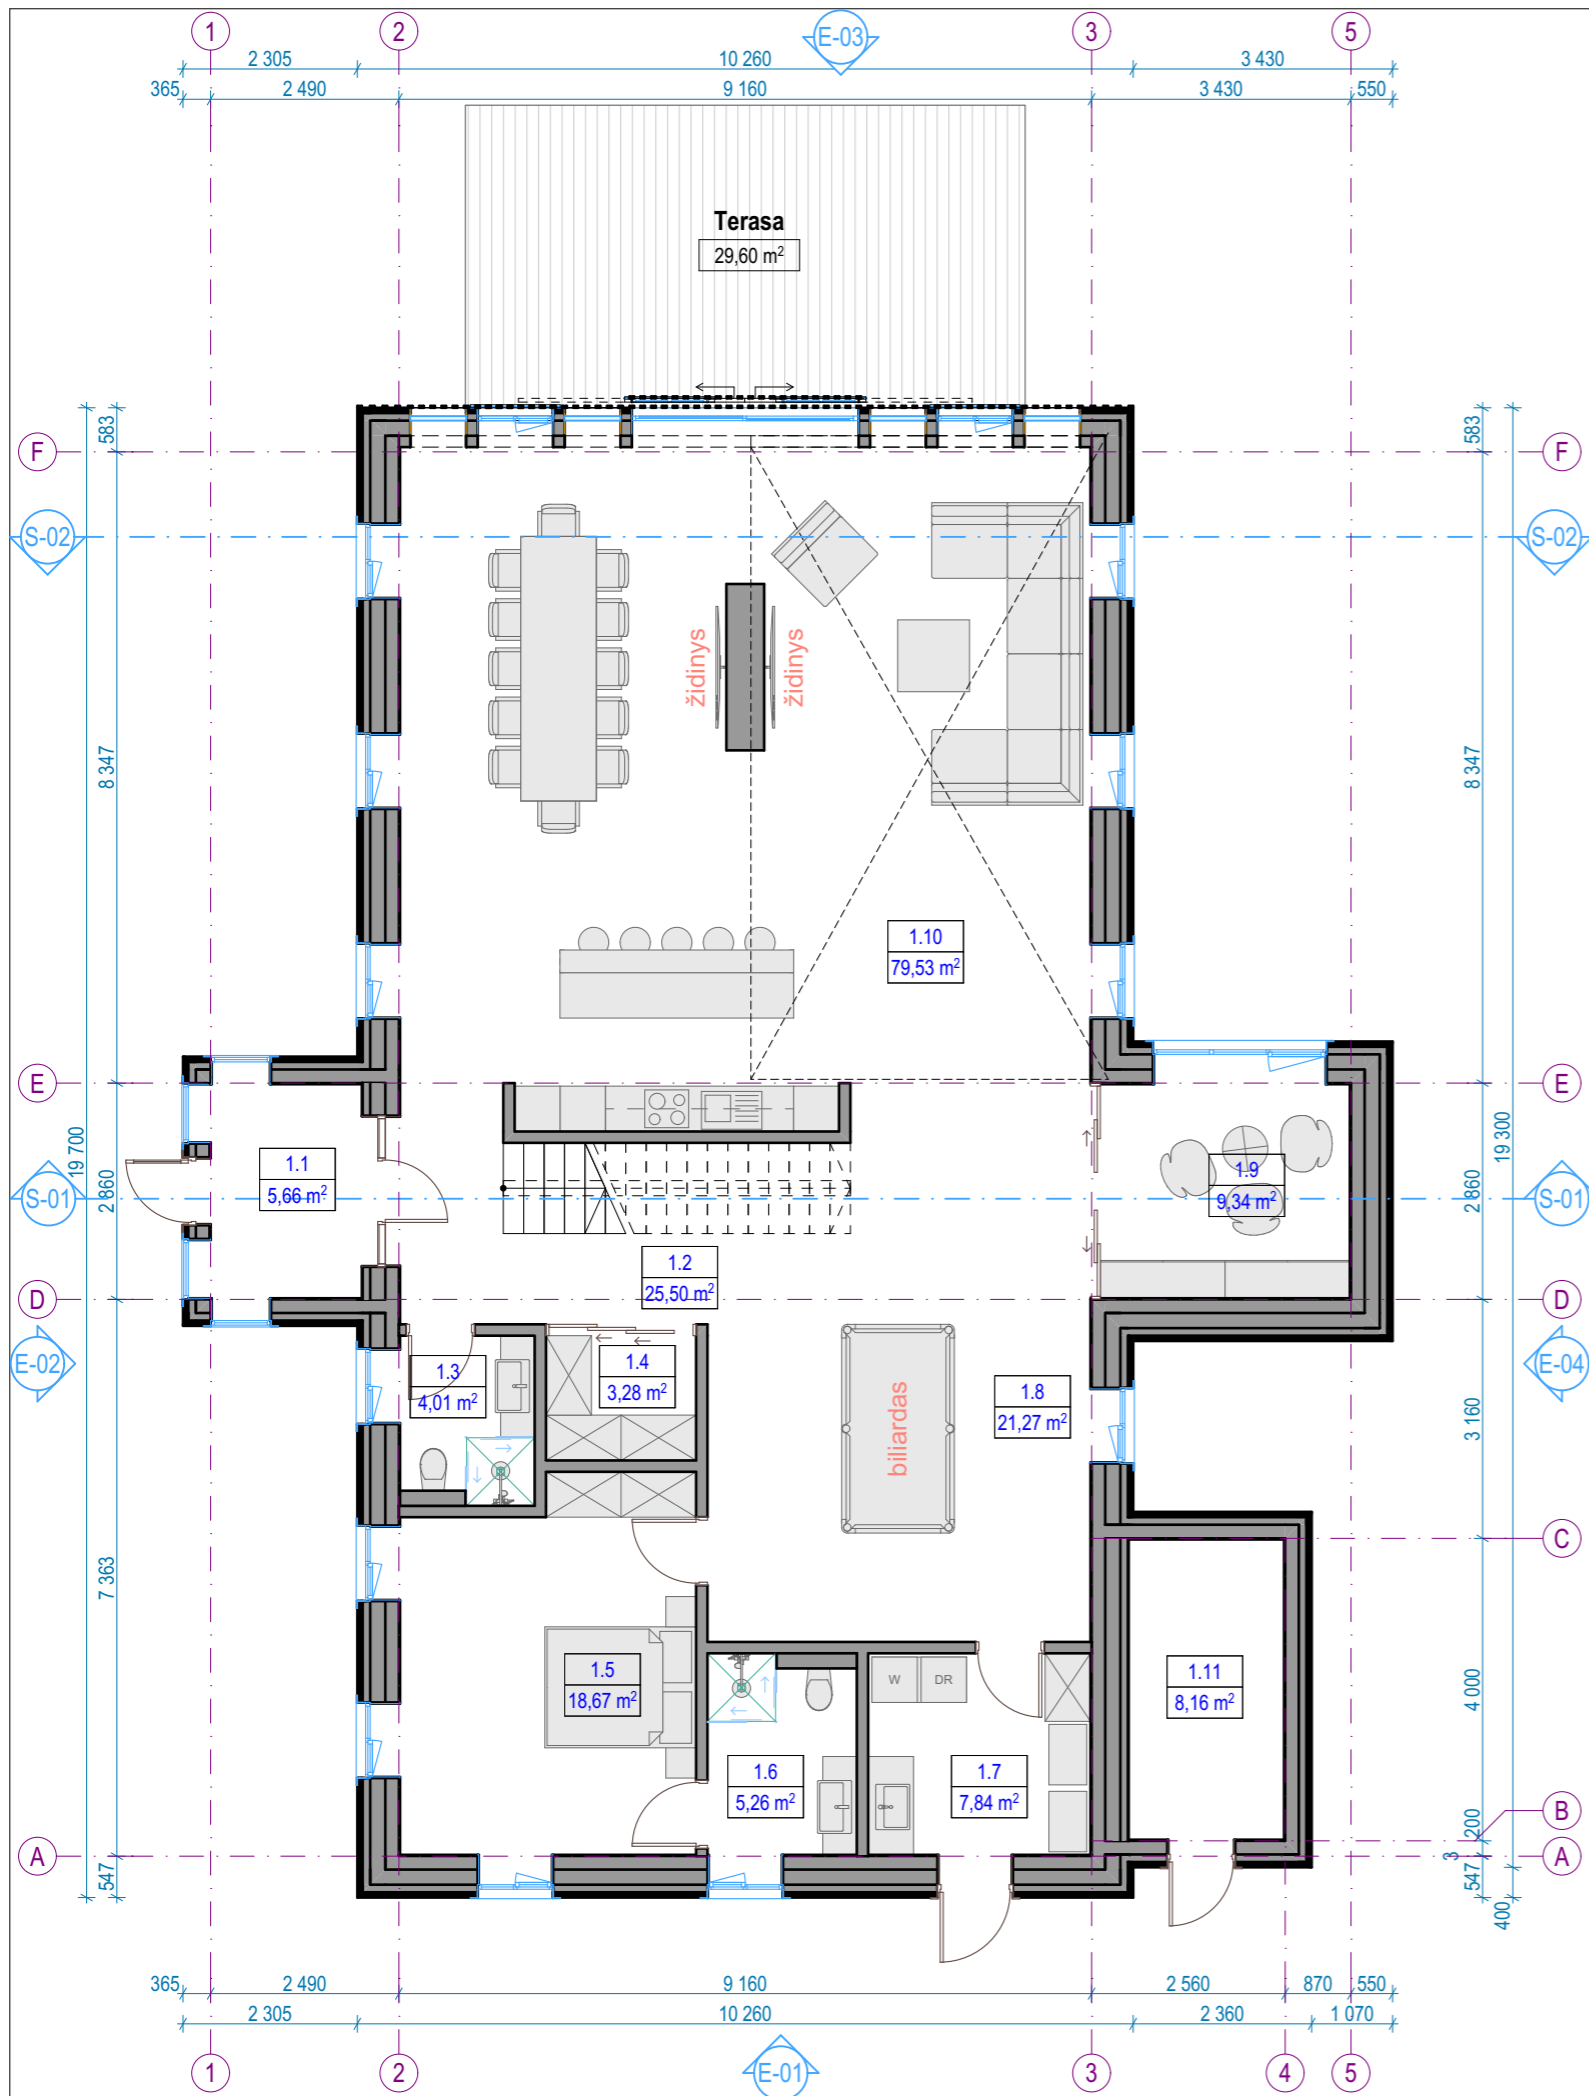 1
2
E-03
3
5
2 305
10 260
3 430
365
2 490
9 160
3 430
550
Terasa
29,60 m²
583
583
F
F
S-02
S-02
židinys
židinys
8 347
8 347
1.10
79,53 m²
E
E
19 700
19 300
1.1
5,66 m²
1.9
9,34 m²
2 860
2 860
S-01
S-01
1.2
25,50 m²
D
D
E-02
E-04
1.3
4,01 m²
1.4
3,28 m²
biliardas
1.8
21,27 m²
3 160
C
7 363
1.5
18,67 m²
W
DR
1.11
8,16 m²
4 000
1.6
5,26 m²
1.7
7,84 m²
200
B
A
3
A
547
547
400
365
2 490
9 160
2 560
870
550
2 305
10 260
2 360
1 070
1
2
E-01
3
4
5